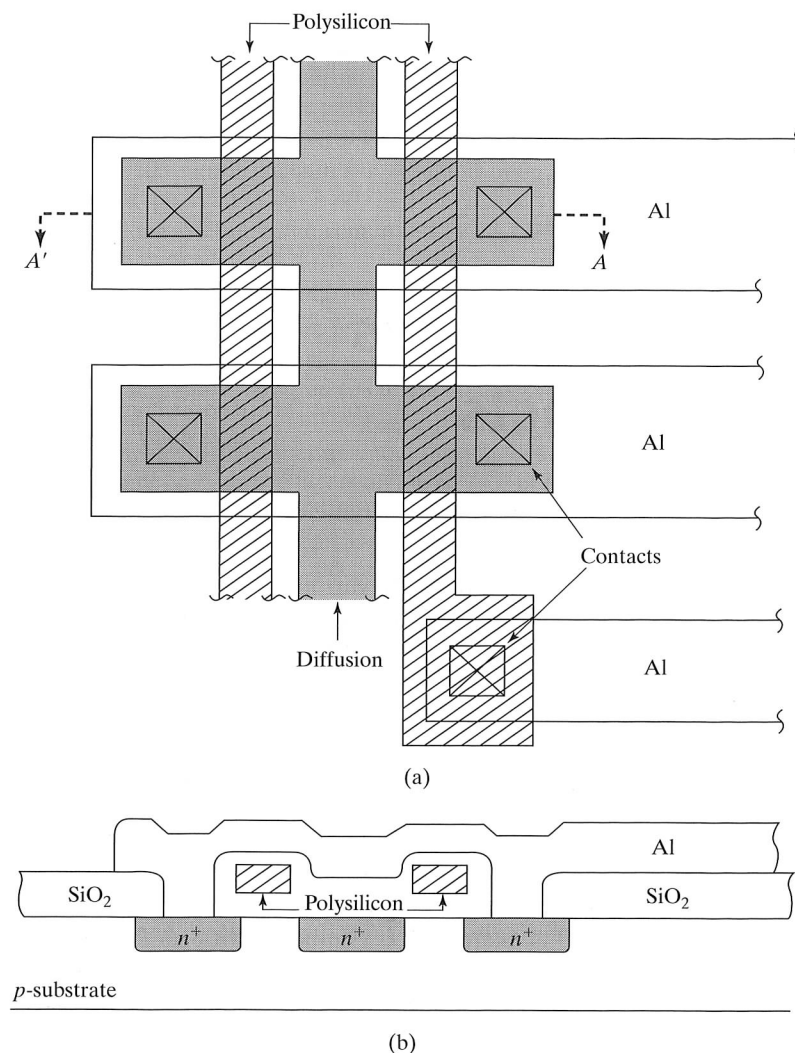 Polysilicon
Al
A'
A
Al
Contacts
Diffusion
Al
(a)
Al
SiO₂
Polysilicon
SiO₂
n⁺
n⁺
n⁺
p-substrate
(b)